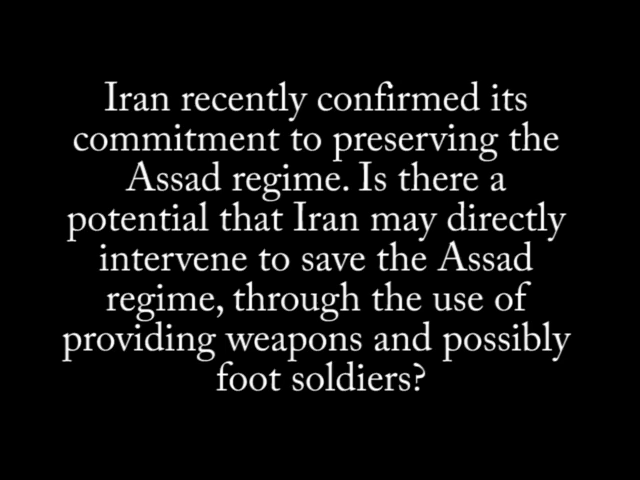 Iran recently confirmed its
commitment to preserving the
Assad regime. Is there a
potential that Iran may directly
intervene to save the Assad
regime, through the use of
providing weapons and possibly
foot soldiers?